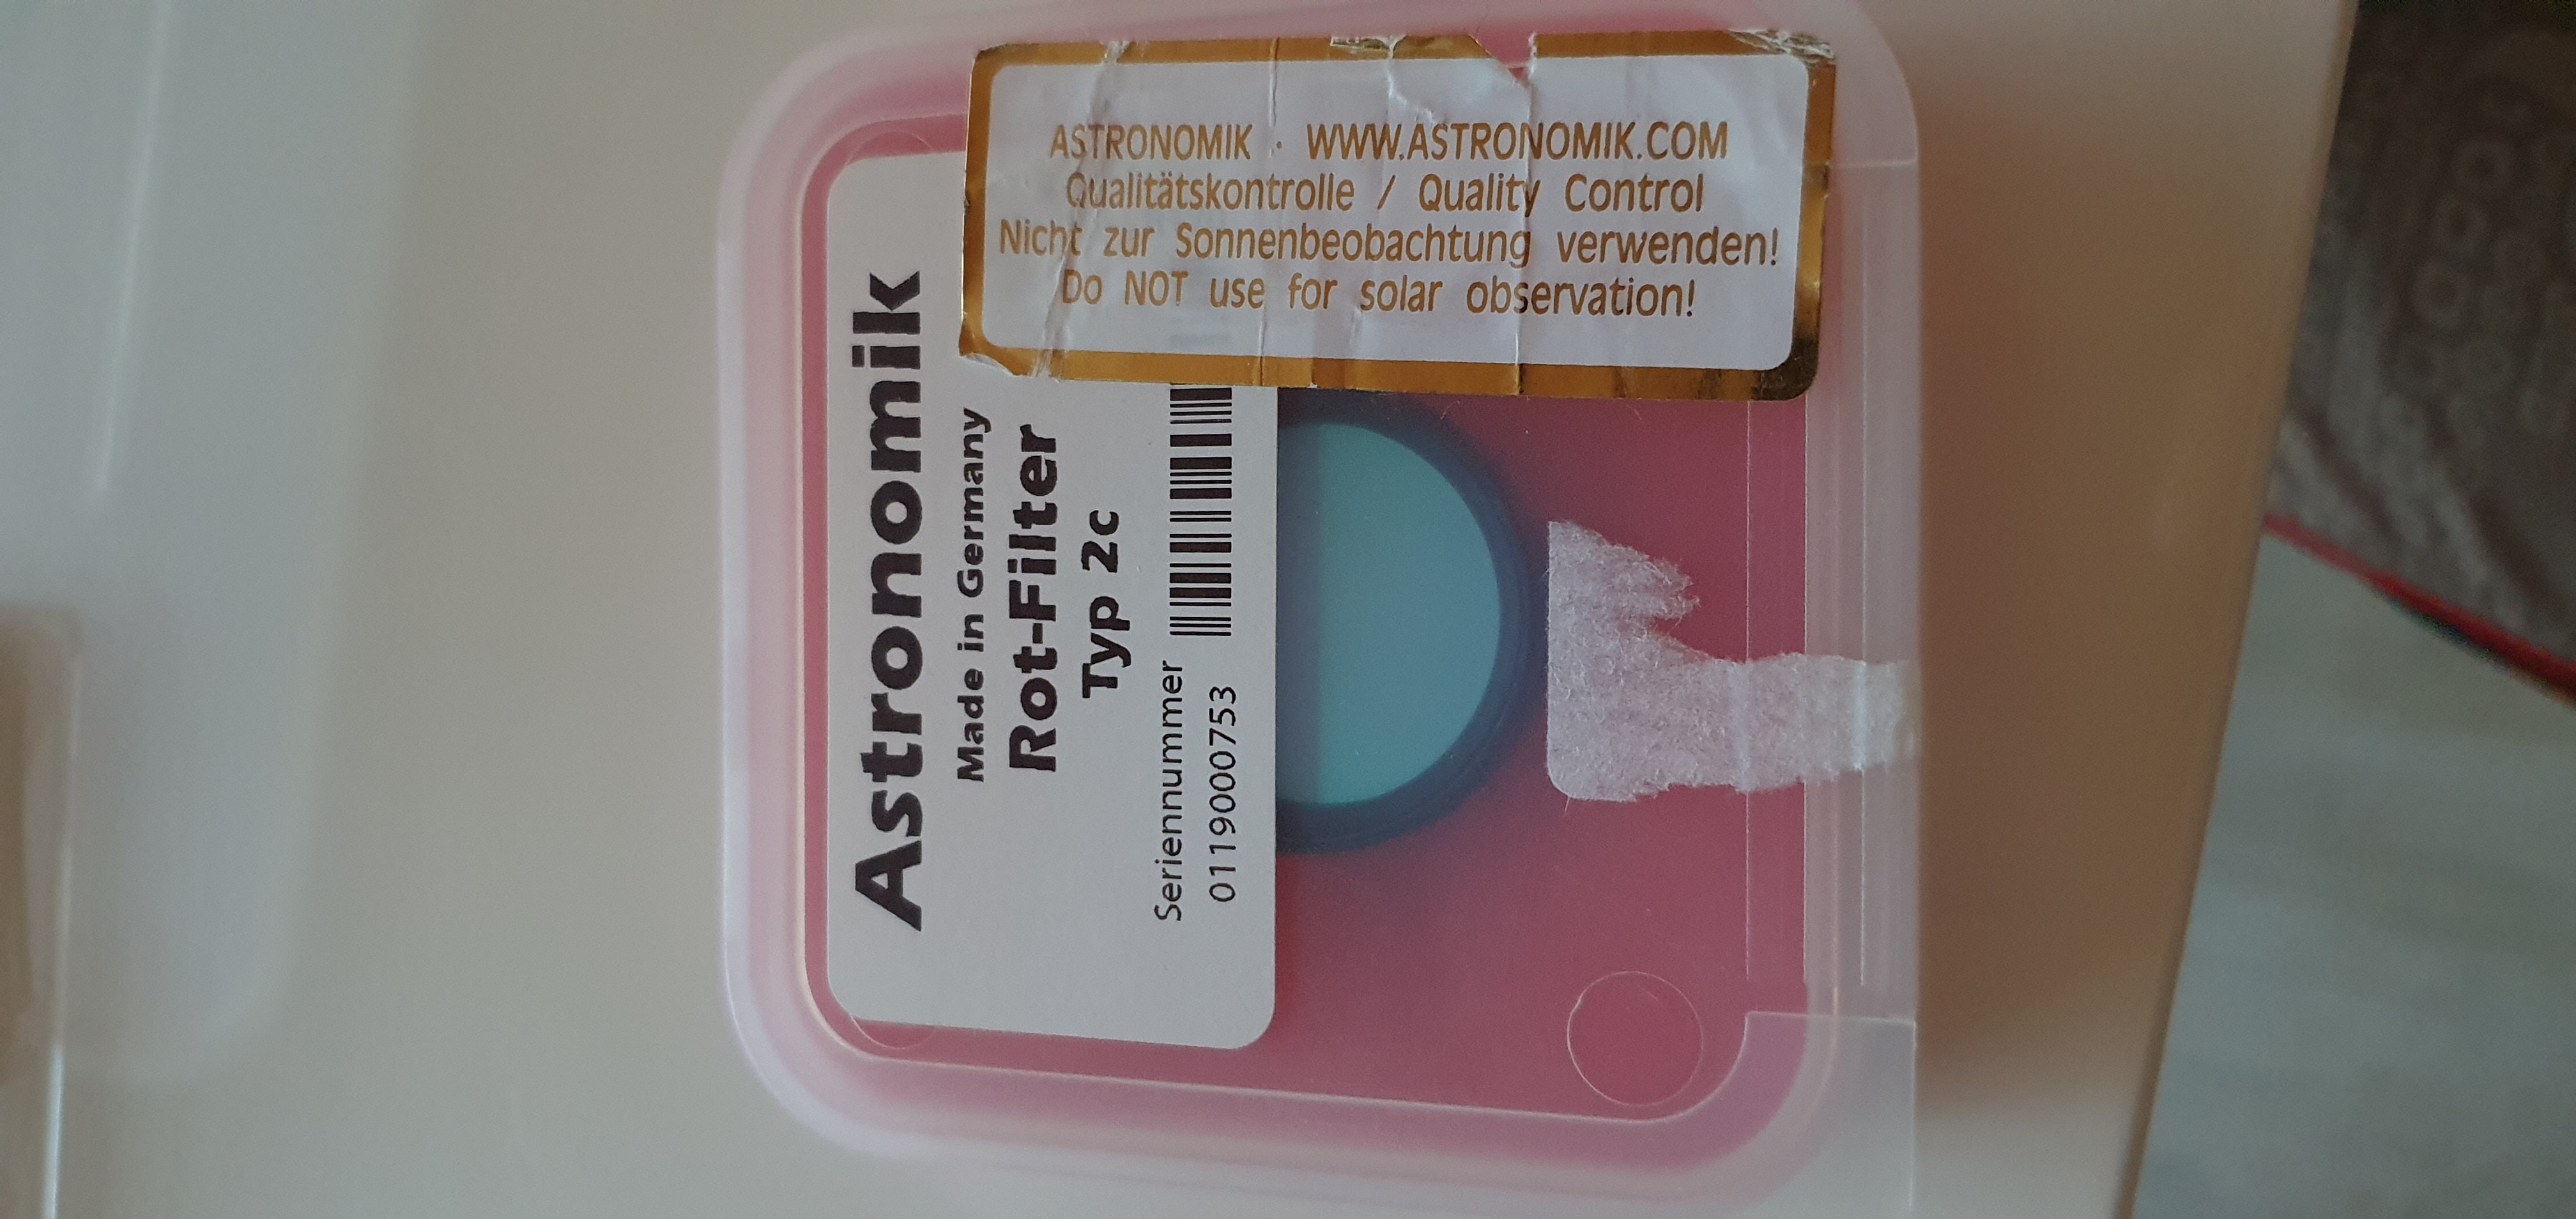 ASTRONOMIK · WWW.ASTRONOMIK.COM
Qualitätskontrolle / Quality Control
Nicht zur Sonnenbeobachtung verwenden!
Do NOT use for solar observation!
Astronomik
Made in Germany
Rot-Filter
Typ 2c
Seriennummer
0119000753